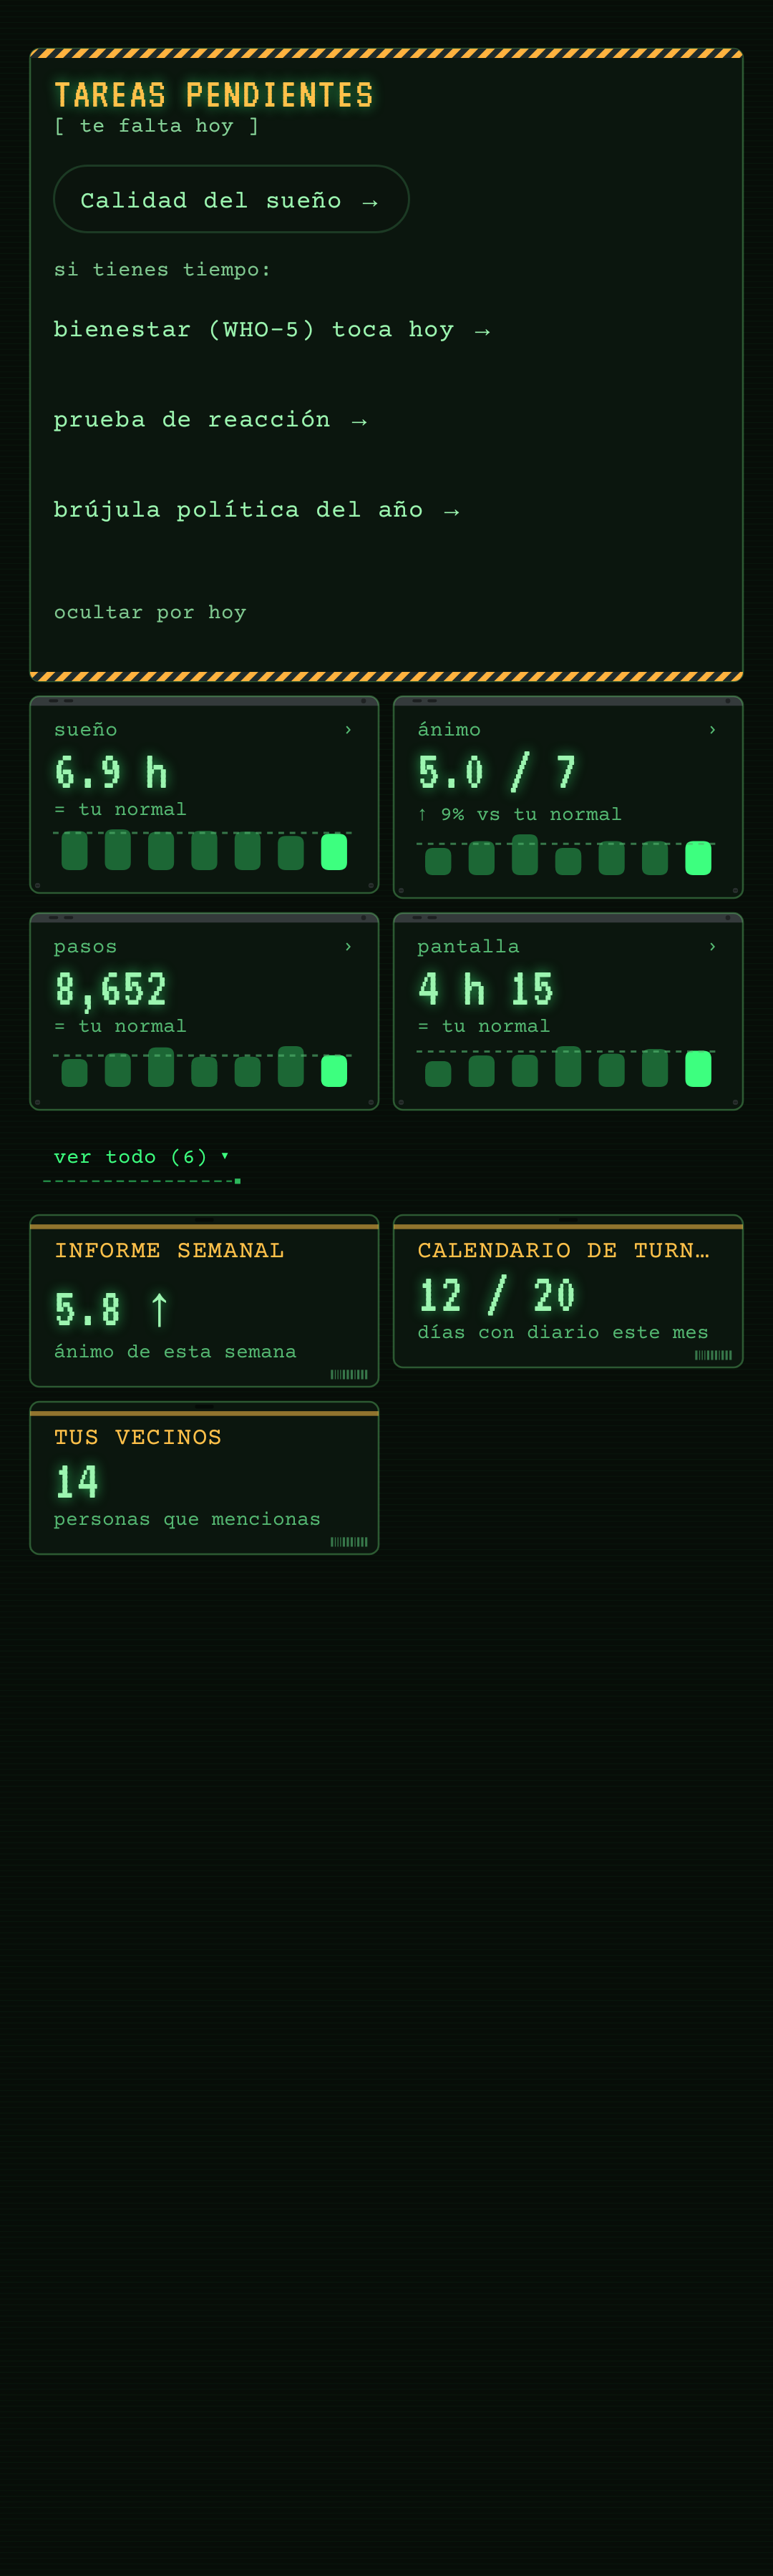 TAREAS PENDIENTES
[ te falta hoy ]
Calidad del sueño →
si tienes tiempo:
bienestar (WHO-5) toca hoy →
prueba de reacción →
brújula política del año →
ocultar por hoy
sueño ›
6.9 h
= tu normal
ánimo ›
5.0 / 7
↑ 9% vs tu normal
pasos ›
8,652
= tu normal
pantalla ›
4 h 15
= tu normal
ver todo (6) ▾
INFORME SEMANAL
5.8 ↑
ánimo de esta semana
CALENDARIO DE TURN…
12 / 20
días con diario este mes
TUS VECINOS
14
personas que mencionas